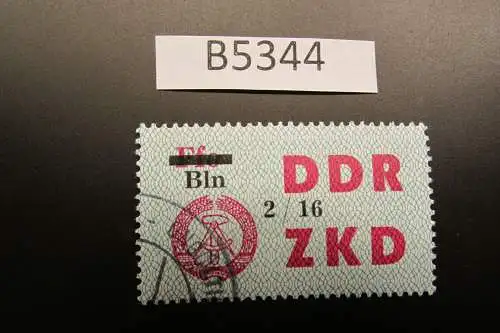 B5344
Ffo
Bln
DDR
2 / 16
ZKD